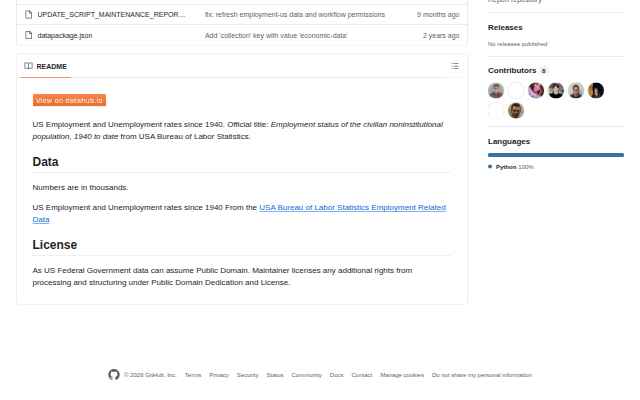 Report repository
UPDATE_SCRIPT_MAINTENANCE_REPOR... fix: refresh employment-us data and workflow permissions 9 months ago
datapackage.json Add 'collection' key with value 'economic-data' 2 years ago
README
View on datahub.io
US Employment and Unemployment rates since 1940. Official title: Employment status of the civilian noninstitutional
population, 1940 to date from USA Bureau of Labor Statistics.
Data
Numbers are in thousands.
US Employment and Unemployment rates since 1940 From the USA Bureau of Labor Statistics Employment Related
Data
License
As US Federal Government data can assume Public Domain. Maintainer licenses any additional rights from
processing and structuring under Public Domain Dedication and License.
Releases
No releases published
Contributors 8
Languages
Python 100%
© 2026 GitHub, Inc. Terms Privacy Security Status Community Docs Contact Manage cookies Do not share my personal information